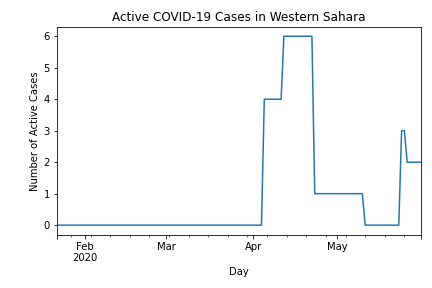 Active COVID-19 Cases in Western Sahara
6
5
4
3
2
1
0
Number of Active Cases
Feb Mar Apr May
2020
Day